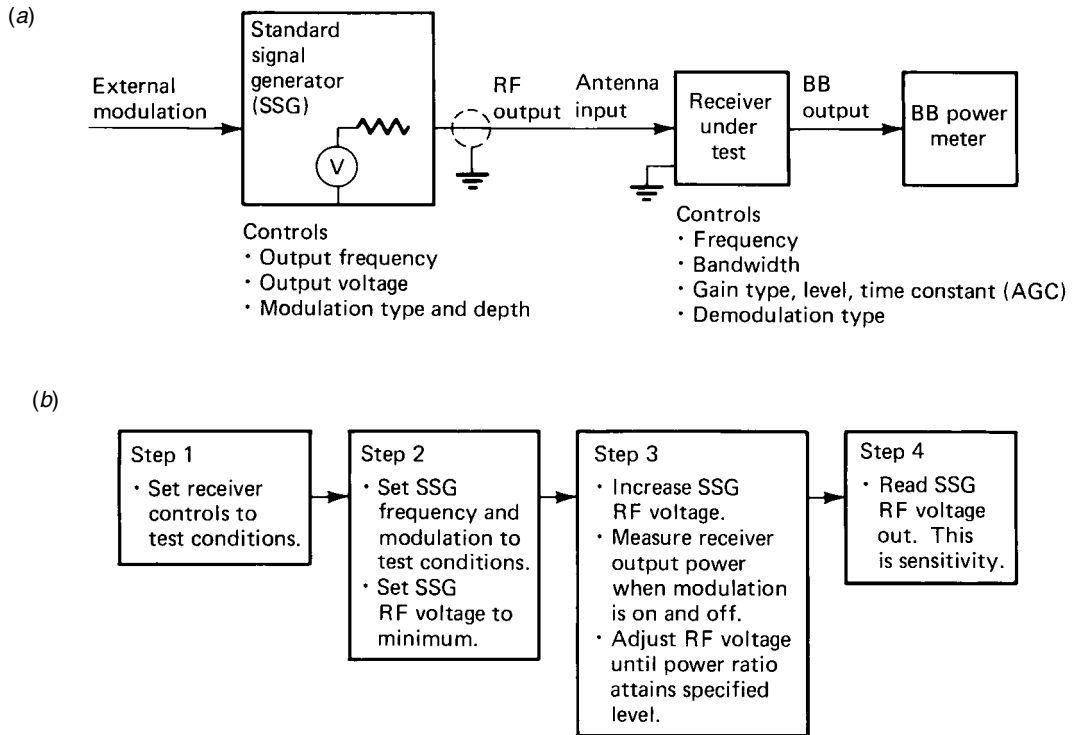 (a)
Standard
signal
generator
(SSG)
External
modulation
V
RF
output
Antenna
input
Receiver
under
test
BB
output
BB power
meter
Controls
· Output frequency
· Output voltage
· Modulation type and depth
Controls
· Frequency
· Bandwidth
· Gain type, level, time constant (AGC)
· Demodulation type
(b)
Step 1
· Set receiver
controls to
test conditions.
Step 2
· Set SSG
frequency and
modulation to
test conditions.
· Set SSG
RF voltage to
minimum.
Step 3
· Increase SSG
RF voltage.
· Measure receiver
output power
when modulation
is on and off.
· Adjust RF voltage
until power ratio
attains specified
level.
Step 4
· Read SSG
RF voltage
out. This
is sensitivity.